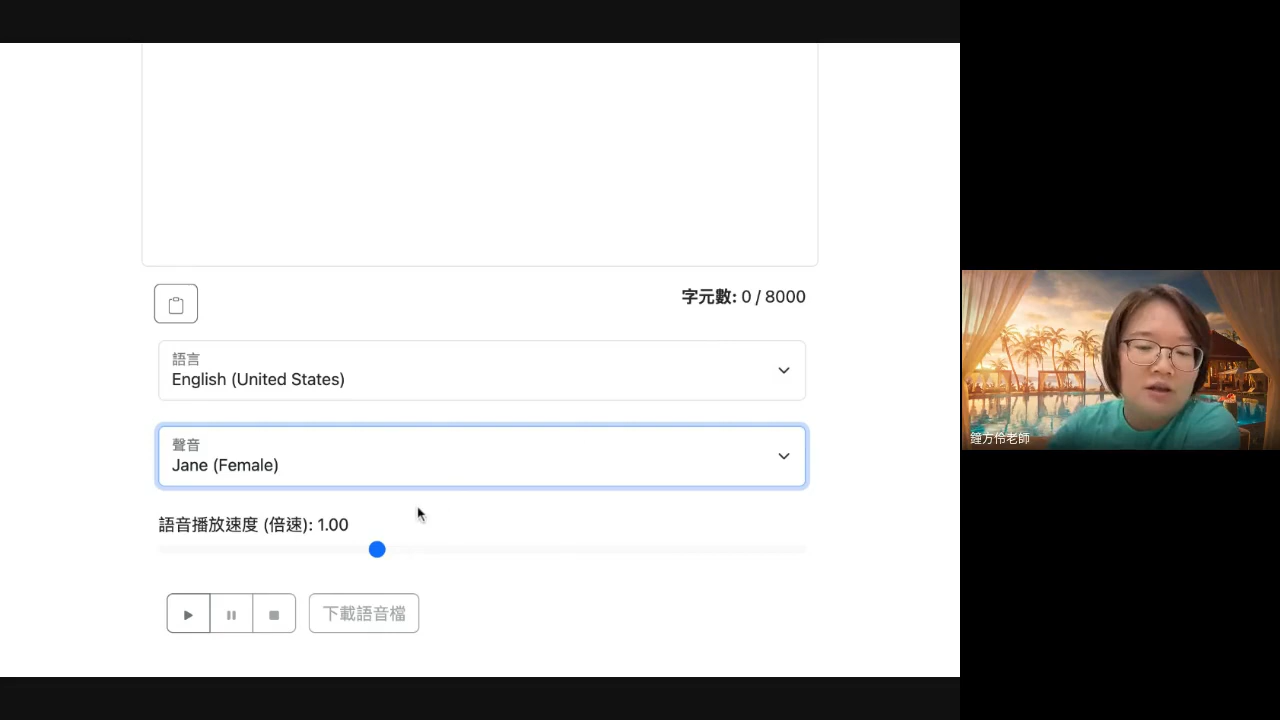 字元數: 0 / 8000
語言
English (United States)
聲音
Jane (Female)
語音播放速度 (倍速): 1.00
下載語音檔
鐘方伶老師